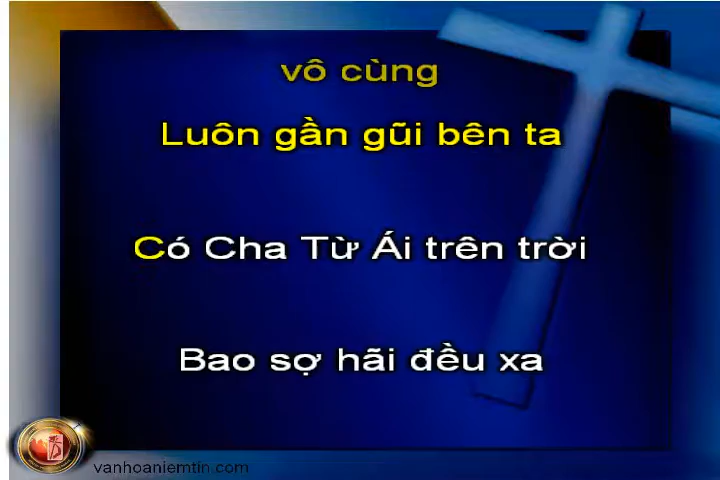 vô cùng
Luôn gần gũi bên ta
Có Cha Từ Ái trên trời
Bao sợ hãi đều xa
vanhoaniemtin.com